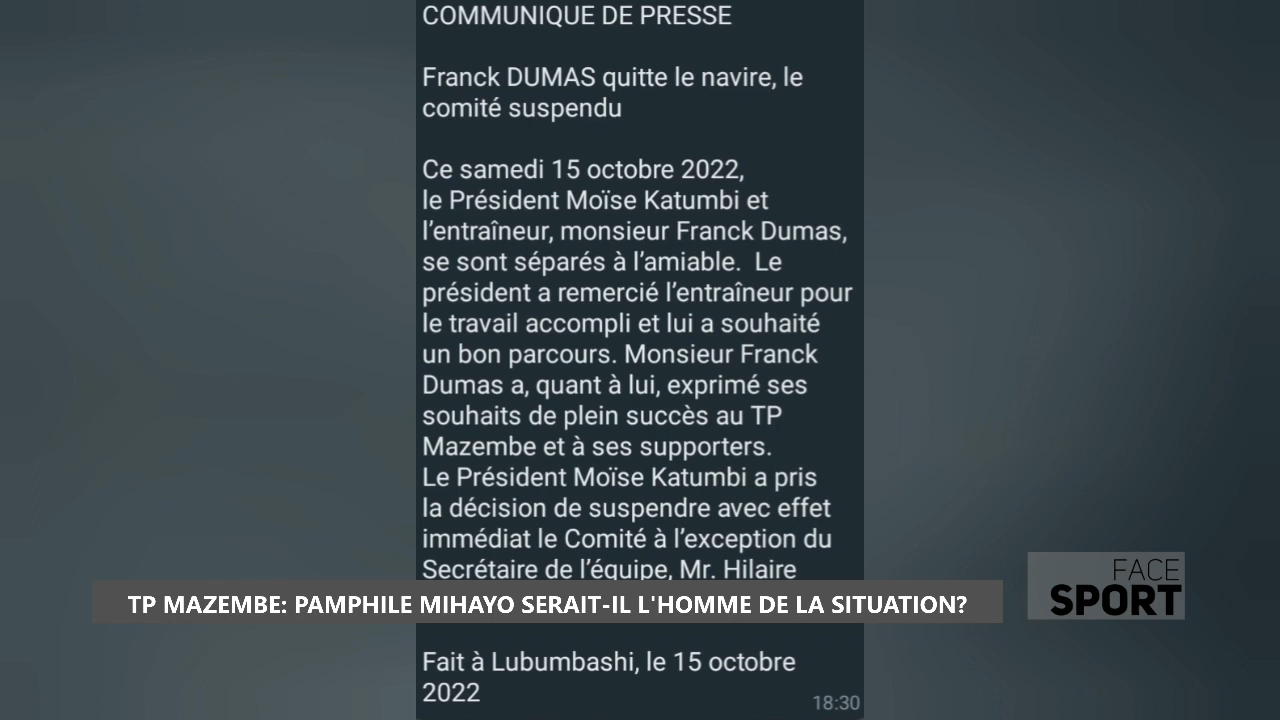 COMMUNIQUE DE PRESSE
Franck DUMAS quitte le navire, le
comité suspendu
Ce samedi 15 octobre 2022,
le Président Moïse Katumbi et
l’entraîneur, monsieur Franck Dumas,
se sont séparés à l’amiable.  Le
président a remercié l’entraîneur pour
le travail accompli et lui a souhaité
un bon parcours. Monsieur Franck
Dumas a, quant à lui, exprimé ses
souhaits de plein succès au TP
Mazembe et à ses supporters.
Le Président Moïse Katumbi a pris
la décision de suspendre avec effet
immédiat le Comité à l’exception du
Secrétaire de l’équipe, Mr. Hilaire
TP MAZEMBE: PAMPHILE MIHAYO SERAIT-IL L'HOMME DE LA SITUATION?
FACE
SPORT
Fait à Lubumbashi, le 15 octobre
2022
18:30